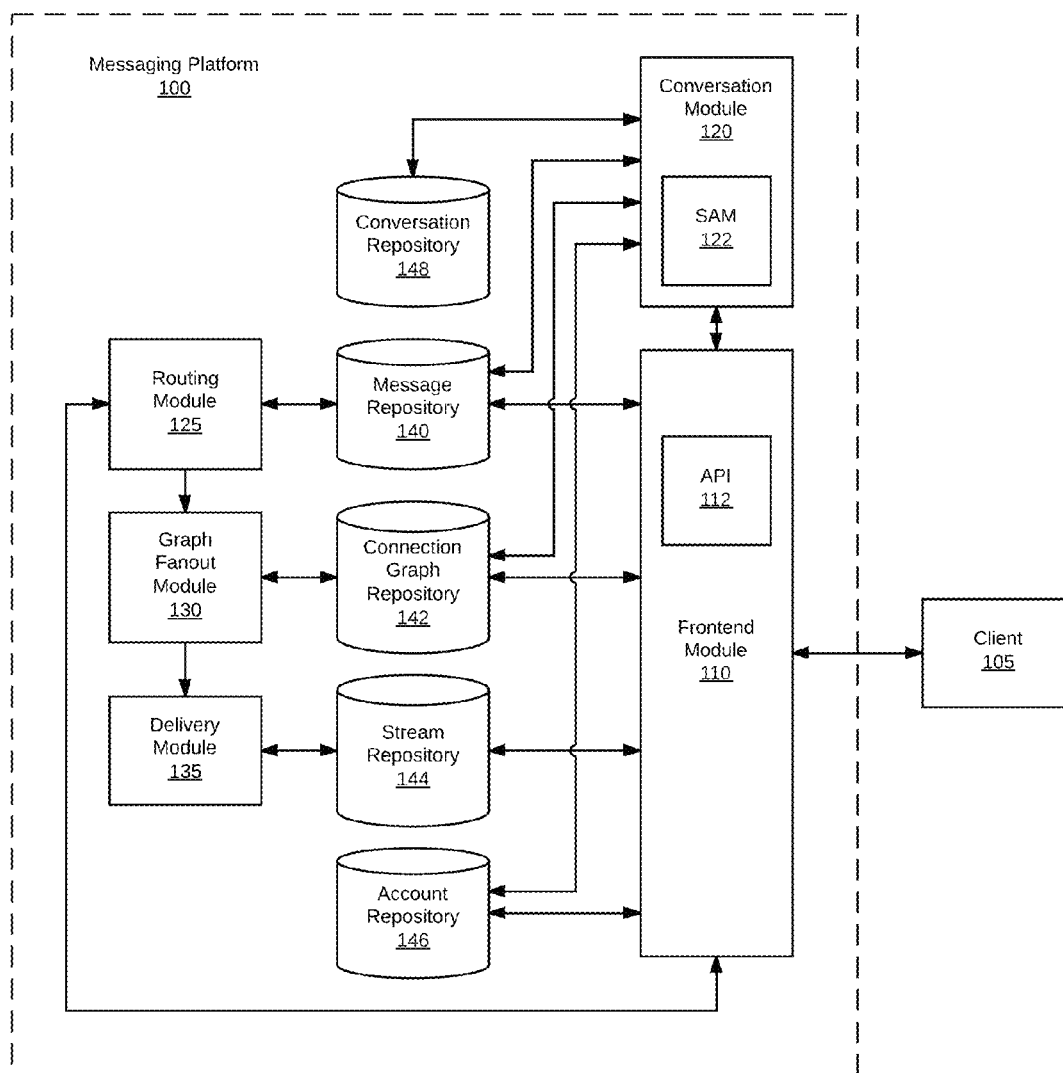 Messaging Platform
100
Conversation
Module
120
SAM
122
Conversation
Repository
148
Routing
Module
125
Message
Repository
140
API
112
Graph
Fanout
Module
130
Connection
Graph
Repository
142
Frontend
Module
110
Client
105
Delivery
Module
135
Stream
Repository
144
Account
Repository
146